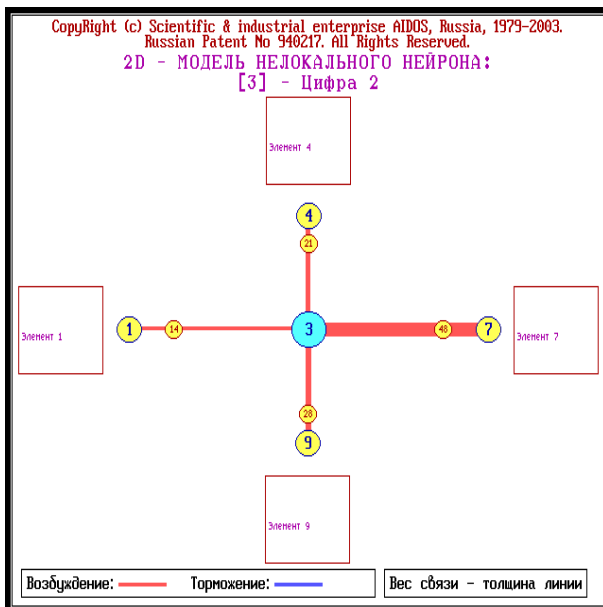 CopyRight (c) Scientific & industrial enterprise AIDOS, Russia, 1979-2003.
Russian Patent No 940217. All Rights Reserved.
2D - МОДЕЛЬ НЕЛОКАЛЬНОГО НЕЙРОНА:
[3] - Цифра 2
Элемент 4
4
21
Элемент 1
1
14
3
48
7
Элемент 7
28
9
Элемент 9
Возбуждение:
Торможение:
Вес связи - толщина линии